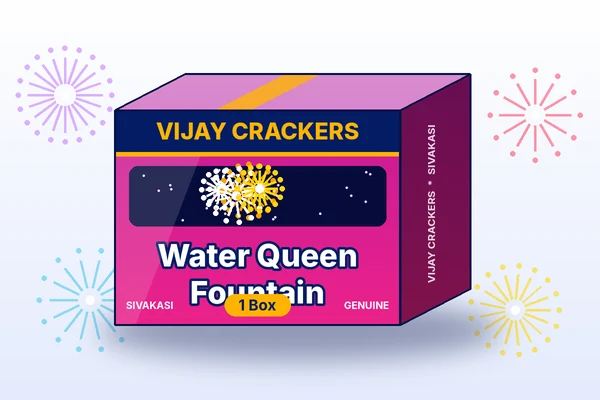 VIJAY CRACKERS
Water Queen
Fountain
1 Box
SIVAKASI
GENUINE
VIJAY CRACKERS * SIVAKASI